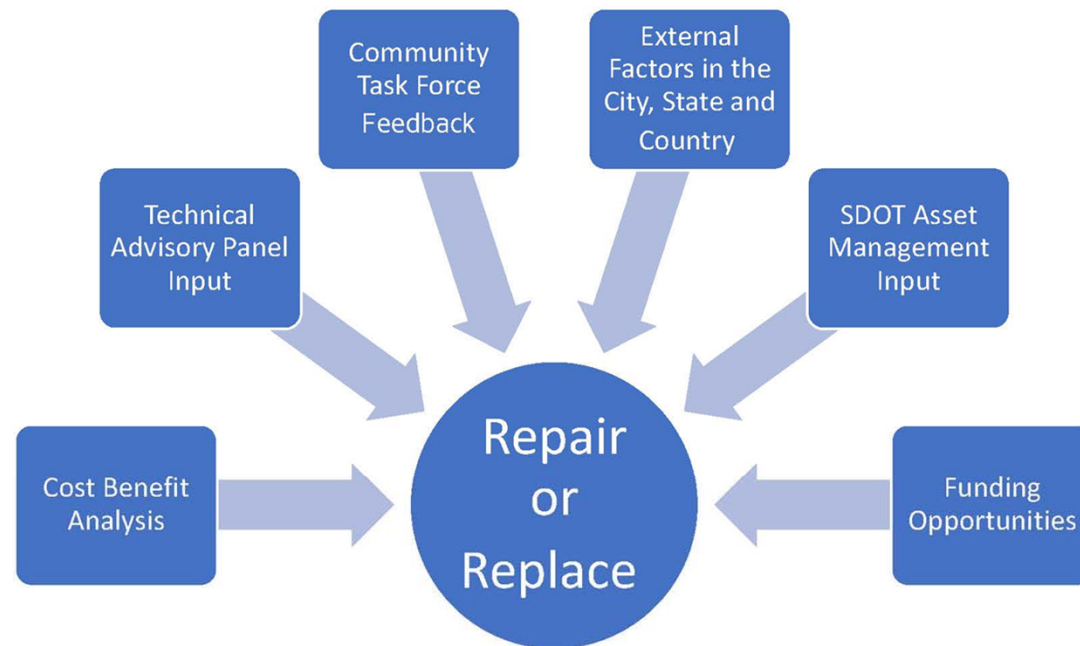 Community
Task Force
Feedback
External
Factors in the
City, State and
Country
Technical
Advisory Panel
Input
SDOT Asset
Management
Input
Cost Benefit
Analysis
Repair
or
Replace
Funding
Opportunities